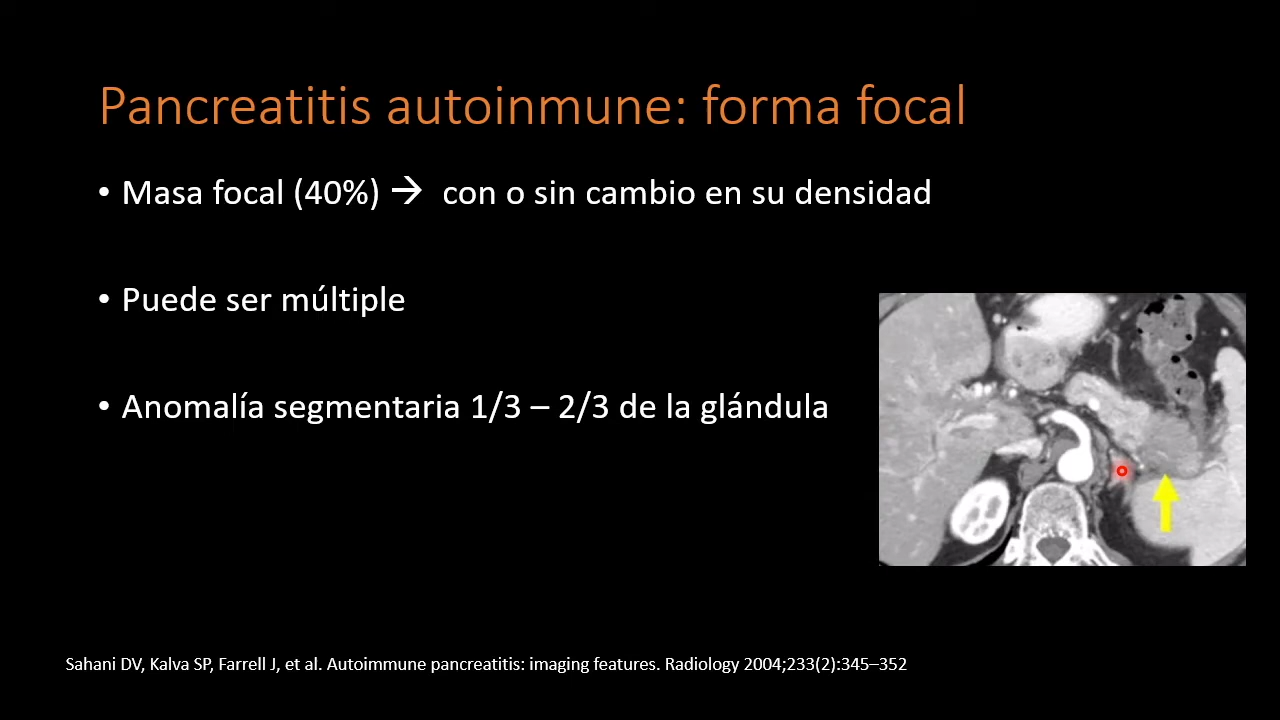 Pancreatitis autoinmune: forma focal
• Masa focal (40%) → con o sin cambio en su densidad
• Puede ser múltiple
• Anomalía segmentaria 1/3 – 2/3 de la glándula
Sahani DV, Kalva SP, Farrell J, et al. Autoimmune pancreatitis: imaging features. Radiology 2004;233(2):345–352